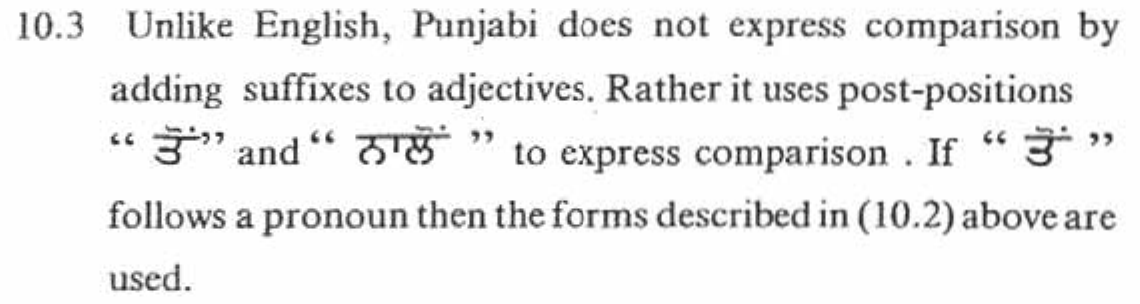 10.3 Unlike English, Punjabi does not express comparison by
adding suffixes to adjectives. Rather it uses post-positions
“ ਤੋਂ” and “ ਨਾਲੋਂ ” to express comparison . If “ ਤੋਂ ”
follows a pronoun then the forms described in (10.2) above are
used.